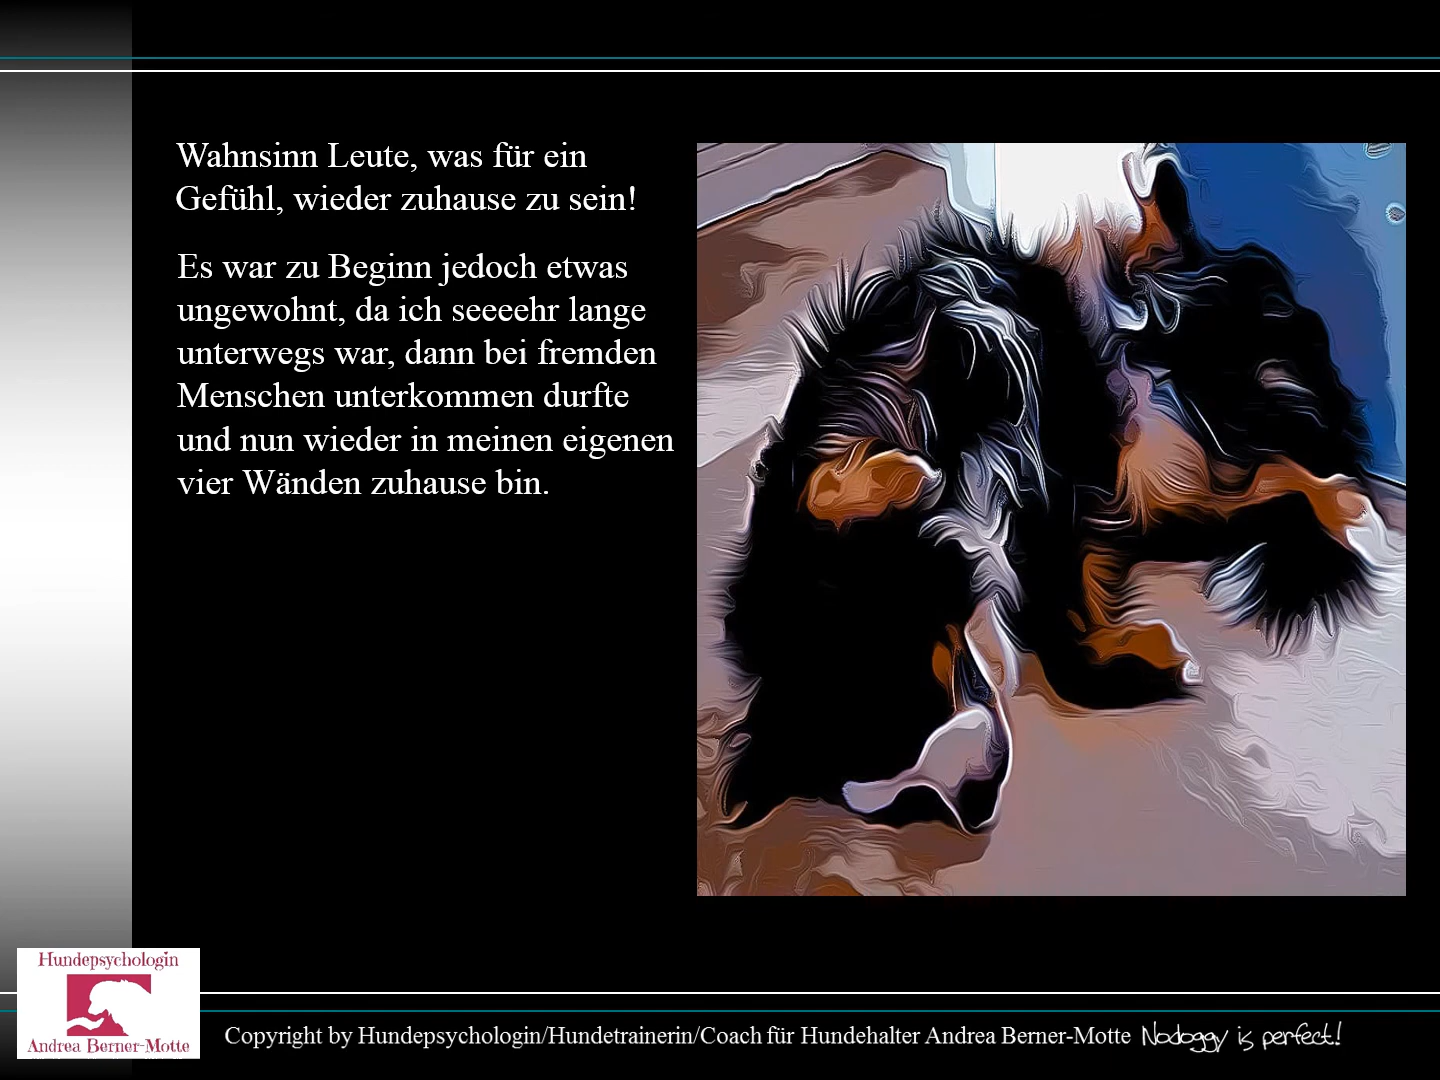 Wahnsinn Leute, was für ein
Gefühl, wieder zuhause zu sein!
Es war zu Beginn jedoch etwas
ungewohnt, da ich seeeehr lange
unterwegs war, dann bei fremden
Menschen unterkommen durfte
und nun wieder in meinen eigenen
vier Wänden zuhause bin.
Hundepsychologin
Andrea Berner-Motte
Copyright by Hundepsychologin/Hundetrainerin/Coach für Hundehalter Andrea Berner-Motte Nodoggy is perfect!